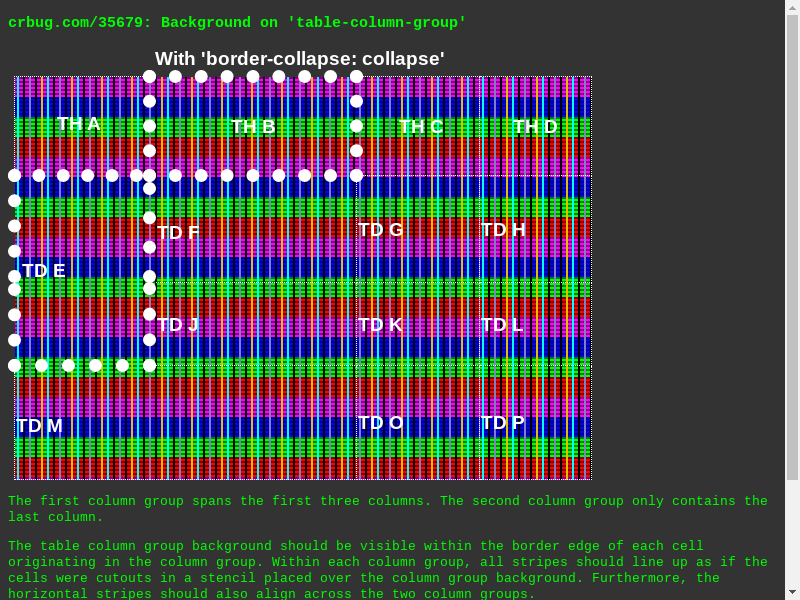 crbug.com/35679: Background on 'table-column-group'
With 'border-collapse: collapse'
TH A TH B TH C TH D
TD F TD G TD H
TD E
TD J TD K TD L
TD M TD O TD P
The first column group spans the first three columns. The second column group only contains the
last column.
The table column group background should be visible within the border edge of each cell
originating in the column group. Within each column group, all stripes should line up as if the
cells were cutouts in a stencil placed over the column group background. Furthermore, the
horizontal stripes should also align across the two column groups.